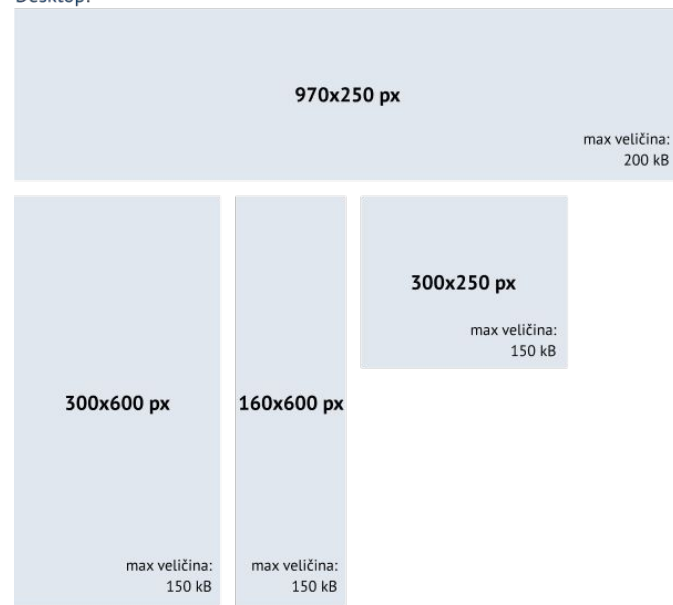 Desktop:
970x250 px
max veličina:
200 kB
300x250 px
max veličina:
150 kB
300x600 px
160x600 px
max veličina:
150 kB
max veličina:
150 kB